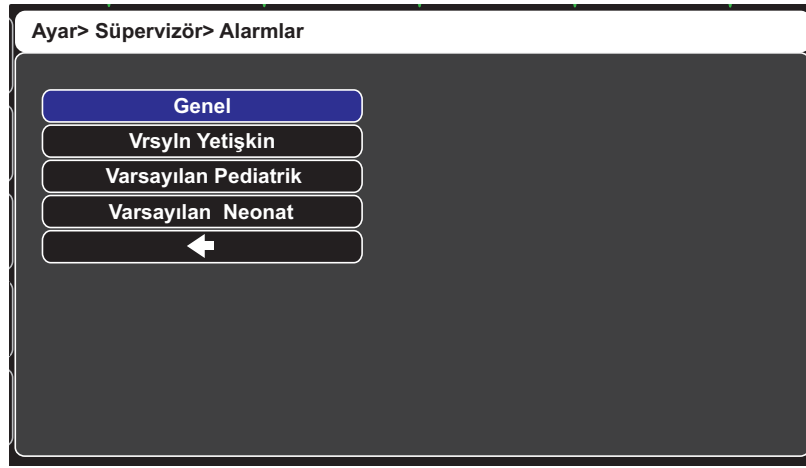 Ayar> Süpervizör> Alarmlar
Genel
Vrsyln Yetişkin
Varsayılan Pediatrik
Varsayılan Neonat